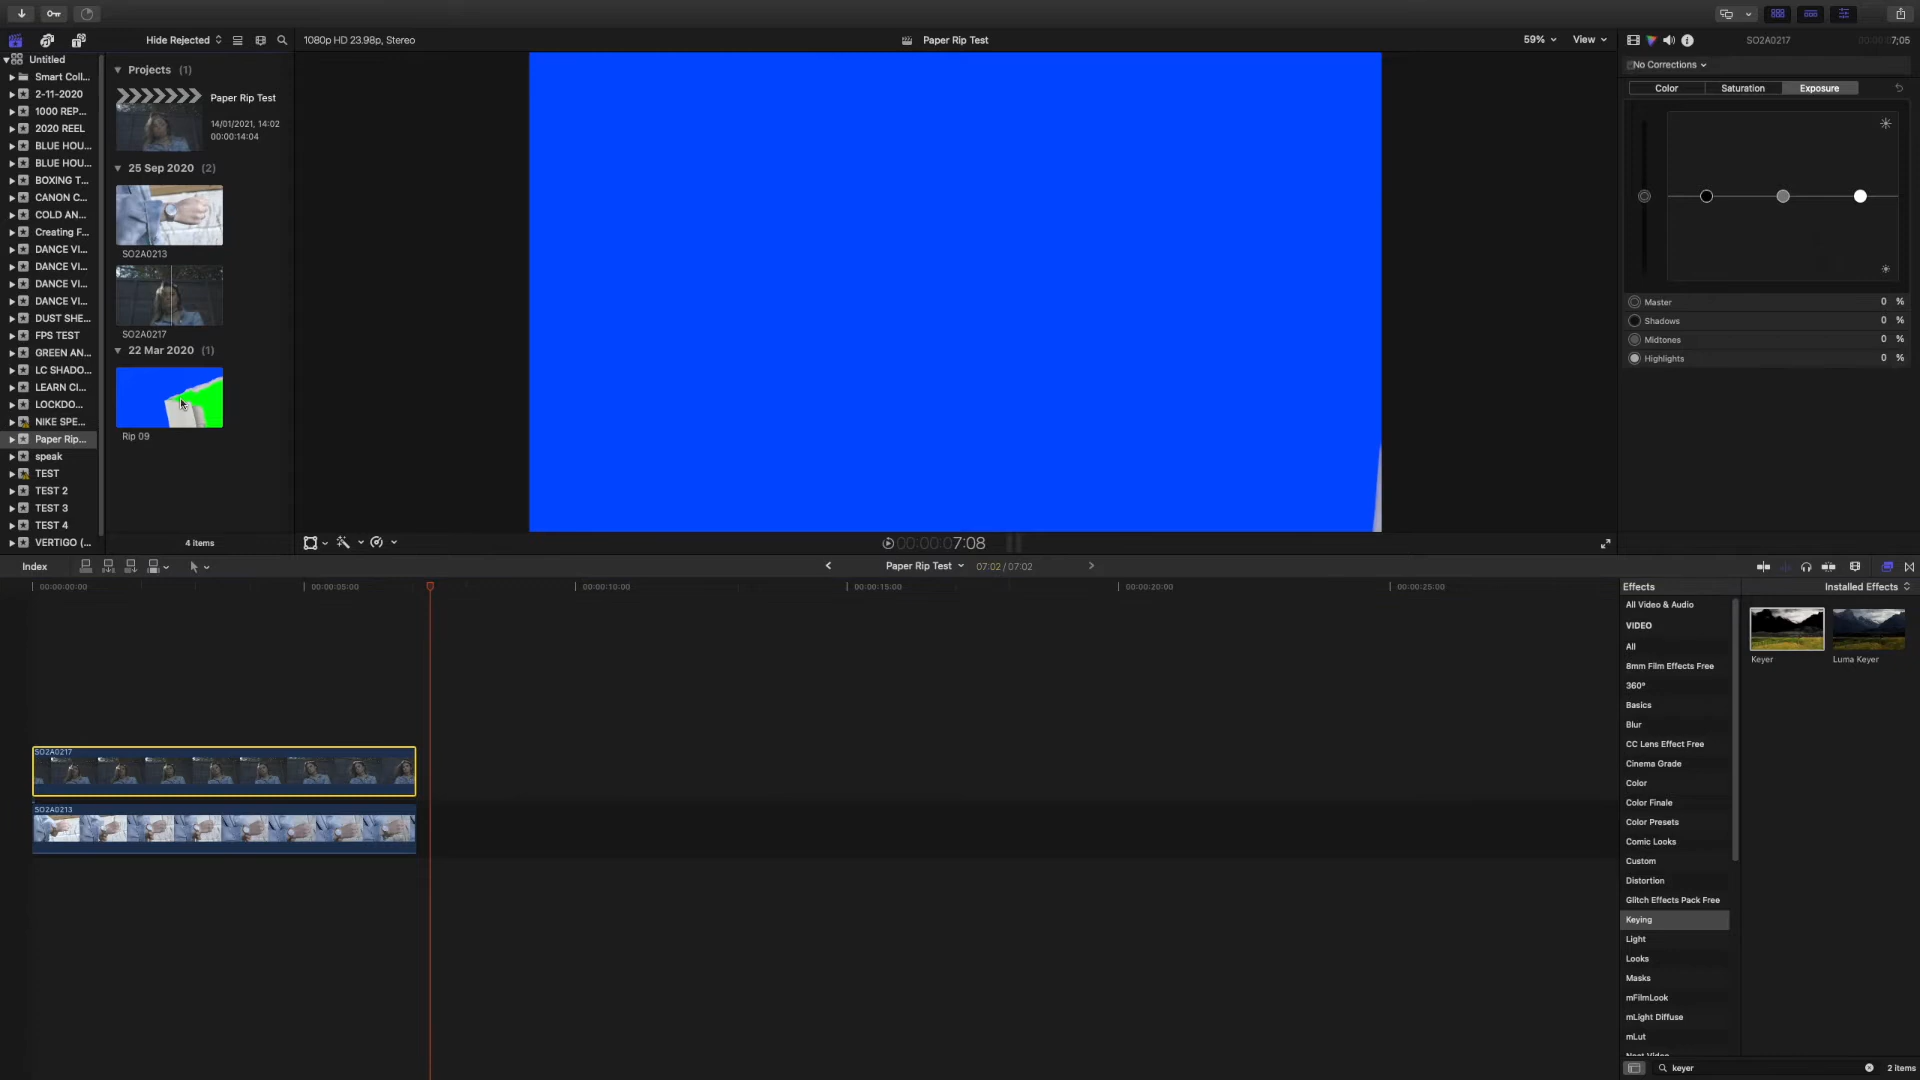 Hide Rejected
1080p HD 23.98p, Stereo
Paper Rip Test
59%
View
SO2A0217
7;05
Untitled
Smart Coll...
2-11-2020
1000 REP...
2020 REEL
BLUE HOU...
BLUE HOU...
BOXING T...
CANON C...
COLD AN...
Creating F...
DANCE VI...
DANCE VI...
DANCE VI...
DANCE VI...
DUST SHE...
FPS TEST
GREEN AN...
LC SHADO...
LEARN CI...
LOCKDO...
NIKE SPE...
Paper Rip...
speak
TEST
TEST 2
TEST 3
TEST 4
VERTIGO (...
Projects (1)
Paper Rip Test
14/01/2021, 14:02
00:00:14:04
25 Sep 2020 (2)
SO2A0213
SO2A0217
22 Mar 2020 (1)
Rip 09
4 items
00:00:07:08
No Corrections
Color
Saturation
Exposure
Master 0 %
Shadows 0 %
Midtones 0 %
Highlights 0 %
Index
Paper Rip Test
07:02 / 07:02
00:00:00:00
00:00:05:00
00:00:10:00
00:00:15:00
00:00:20:00
00:00:25:00
SO2A0217
SO2A0213
Effects
Installed Effects
All Video & Audio
VIDEO
All
8mm Film Effects Free
360°
Basics
Blur
CC Lens Effect Free
Cinema Grade
Color
Color Finale
Color Presets
Comic Looks
Custom
Distortion
Glitch Effects Pack Free
Keying
Light
Looks
Masks
mFilmLook
mLight Diffuse
mLut
Keyer
Luma Keyer
keyer
2 items